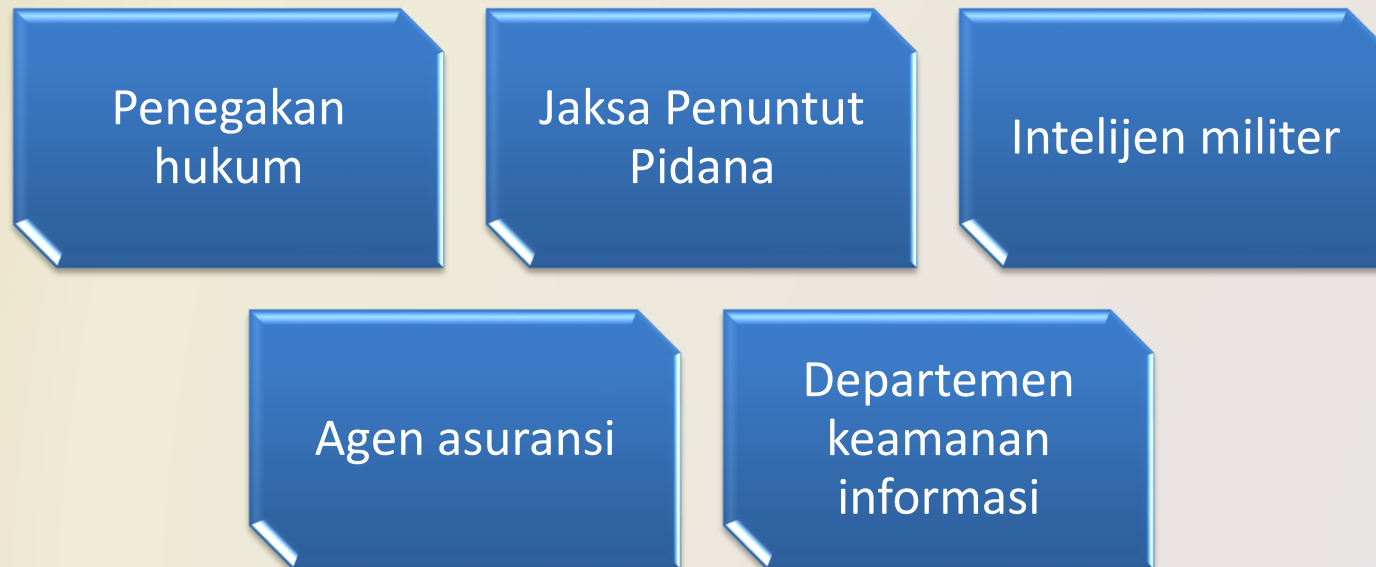 Penegakan
hukum
Jaksa Penuntut
Pidana
Intelijen militer
Agen asuransi
Departemen
keamanan
informasi